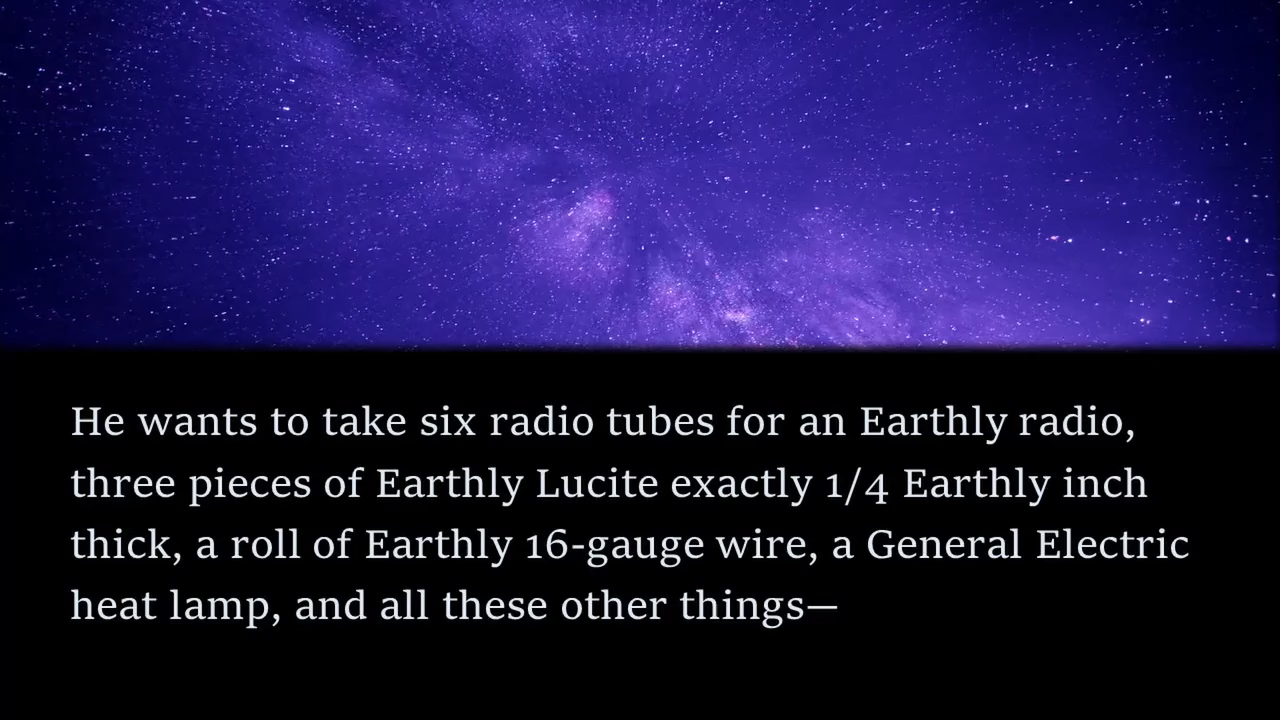 He wants to take six radio tubes for an Earthly radio,
three pieces of Earthly Lucite exactly 1/4 Earthly inch
thick, a roll of Earthly 16-gauge wire, a General Electric
heat lamp, and all these other things—